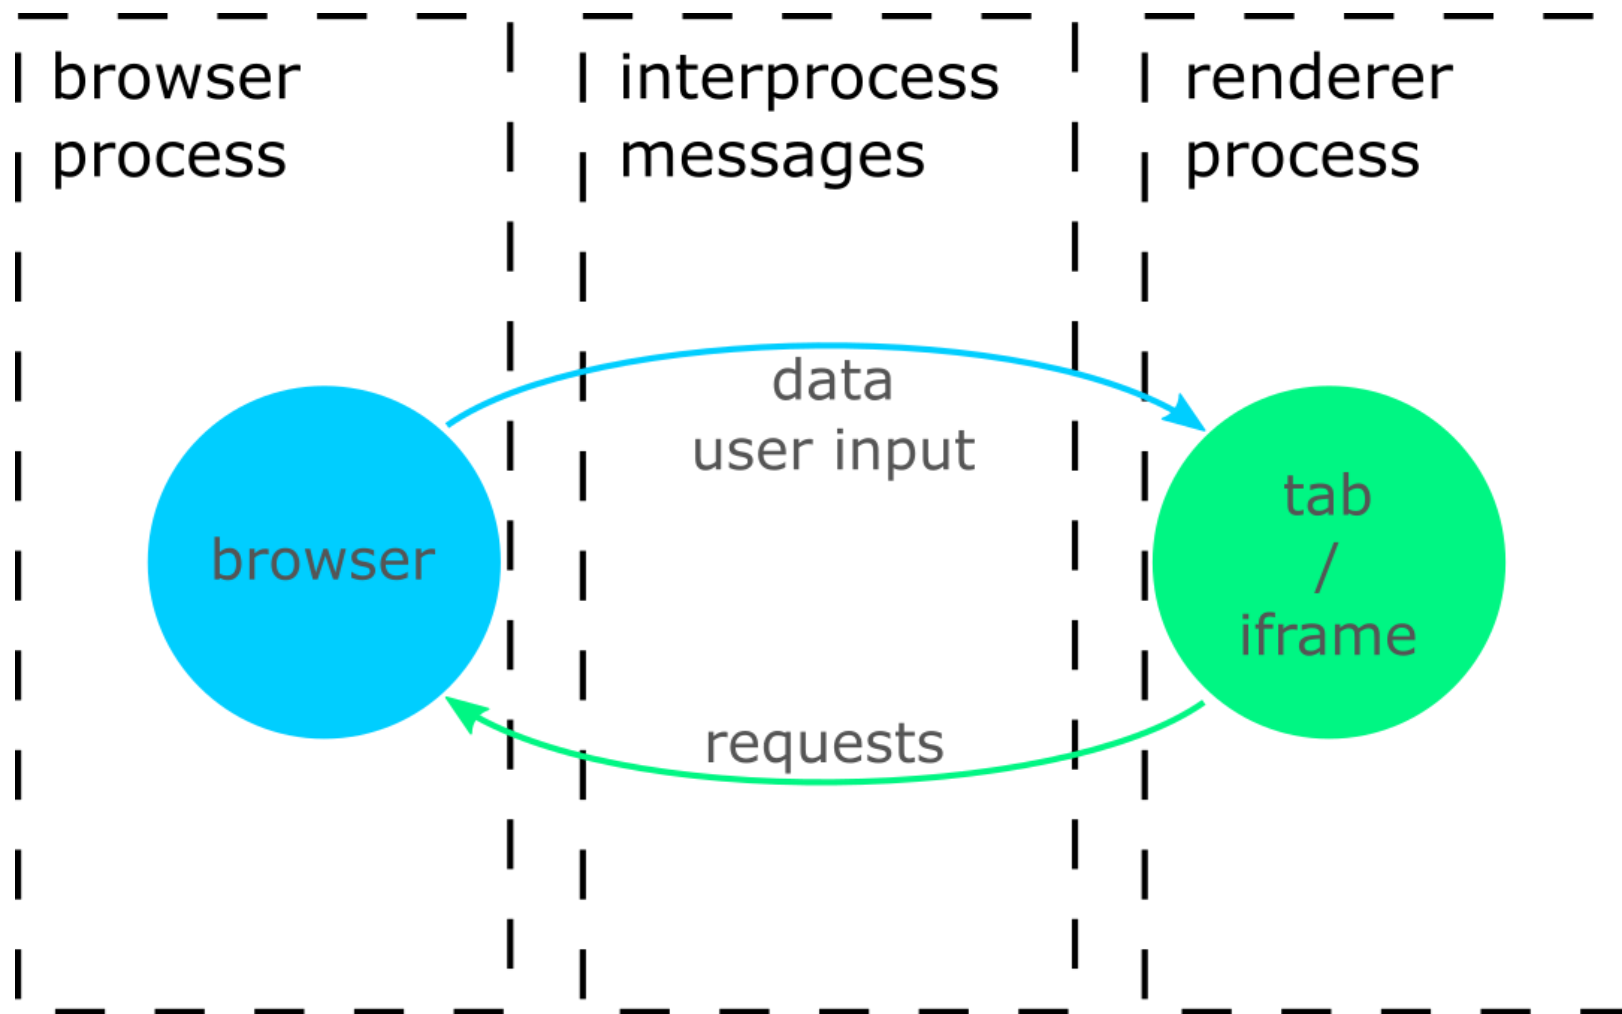 browser
process
interprocess
messages
renderer
process
data
user input
browser
tab
/
iframe
requests